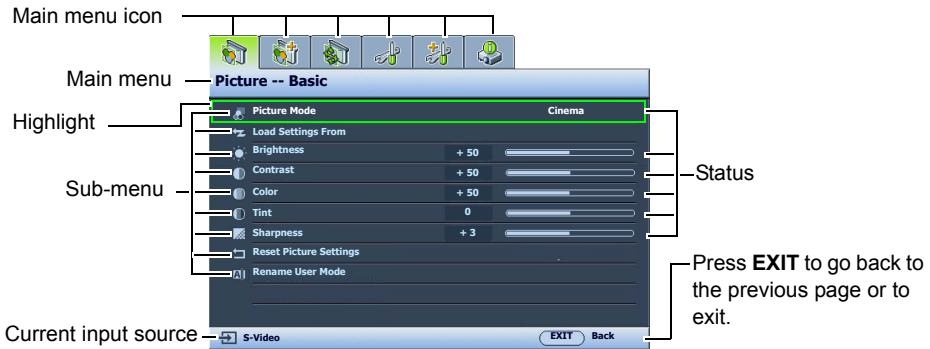 Main menu icon
Main menu
Picture -- Basic
Highlight
Picture Mode Cinema
Load Settings From
Brightness + 50
Contrast + 50
Status
Sub-menu
Color + 50
Tint 0
Sharpness + 3
Reset Picture Settings
AI Rename User Mode
Press EXIT to go back to
the previous page or to
exit.
Current input source
S-Video
EXIT Back